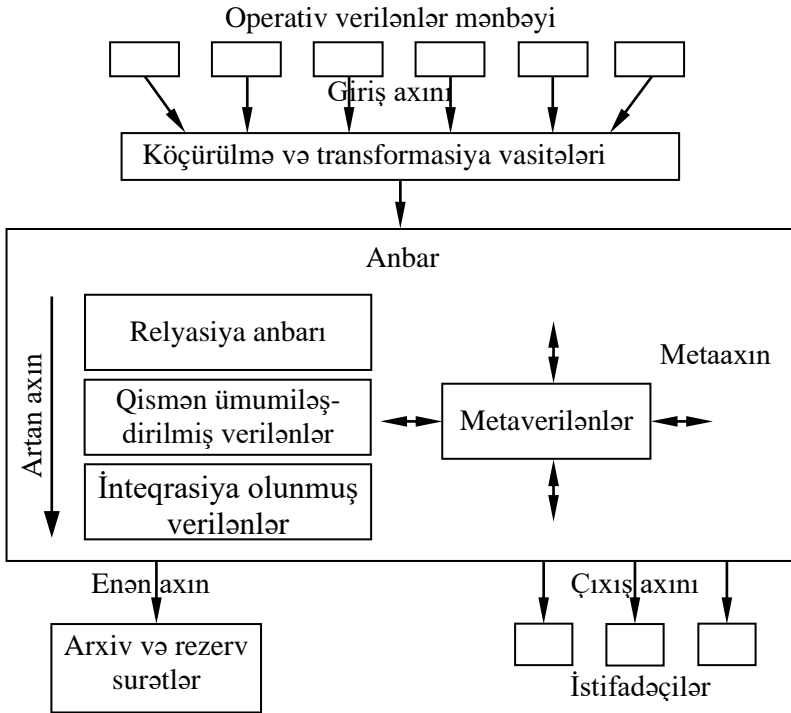 Operativ verilənlər mənbəyi
Giriş axını
Köçürülmə və transformasiya vasitələri
Anbar
Artan axın
Relyasiya anbarı
Qismən ümumiləş-
dirilmiş verilənlər
İnteqrasiya olunmuş
verilənlər
Metaverilənlər
Metaaxın
Enən axın
Çıxış axını
Arxiv və rezerv
surətlər
İstifadəçilər